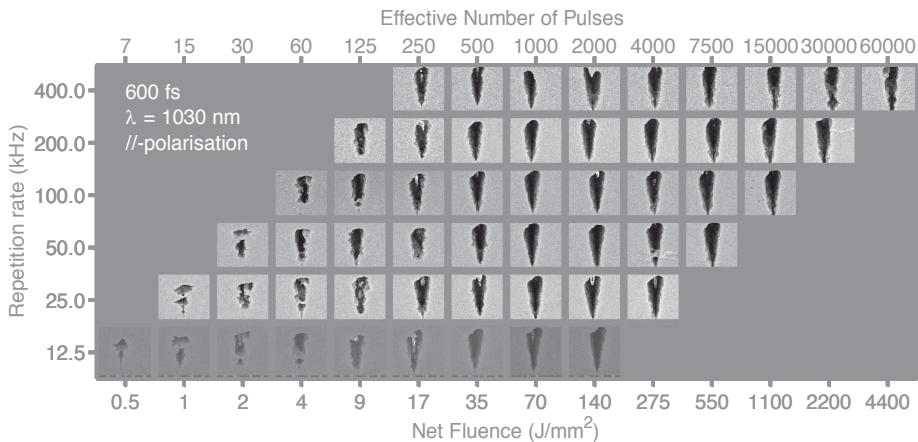 Effective Number of Pulses
7 15 30 60 125 250 500 1000 2000 4000 7500 15000 30000 60000
Repetition rate (kHz)
400.0
200.0
100.0
50.0
25.0
12.5
600 fs
λ = 1030 nm
//-polarisation
0.5 1 2 4 9 17 35 70 140 275 550 1100 2200 4400
Net Fluence (J/mm²)